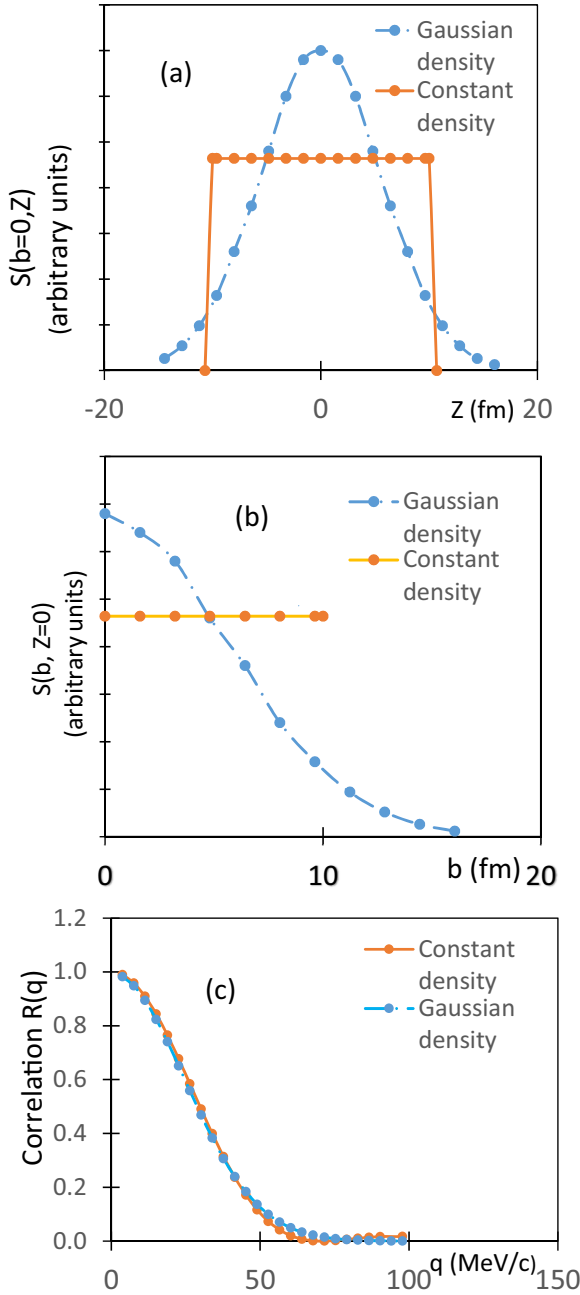 (a)
Gaussian
density
Constant
density
S(b=0,Z)
(arbitrary units)
-20
0
Z (fm)
20
(b)
Gaussian
density
Constant
density
S(b, Z=0)
(arbitrary units)
0
10
b (fm)
20
1.2
1.0
0.8
0.6
0.4
0.2
0.0
(c)
Constant
density
Gaussian
density
Correlation R(q)
0
50
100
q (MeV/c)
150